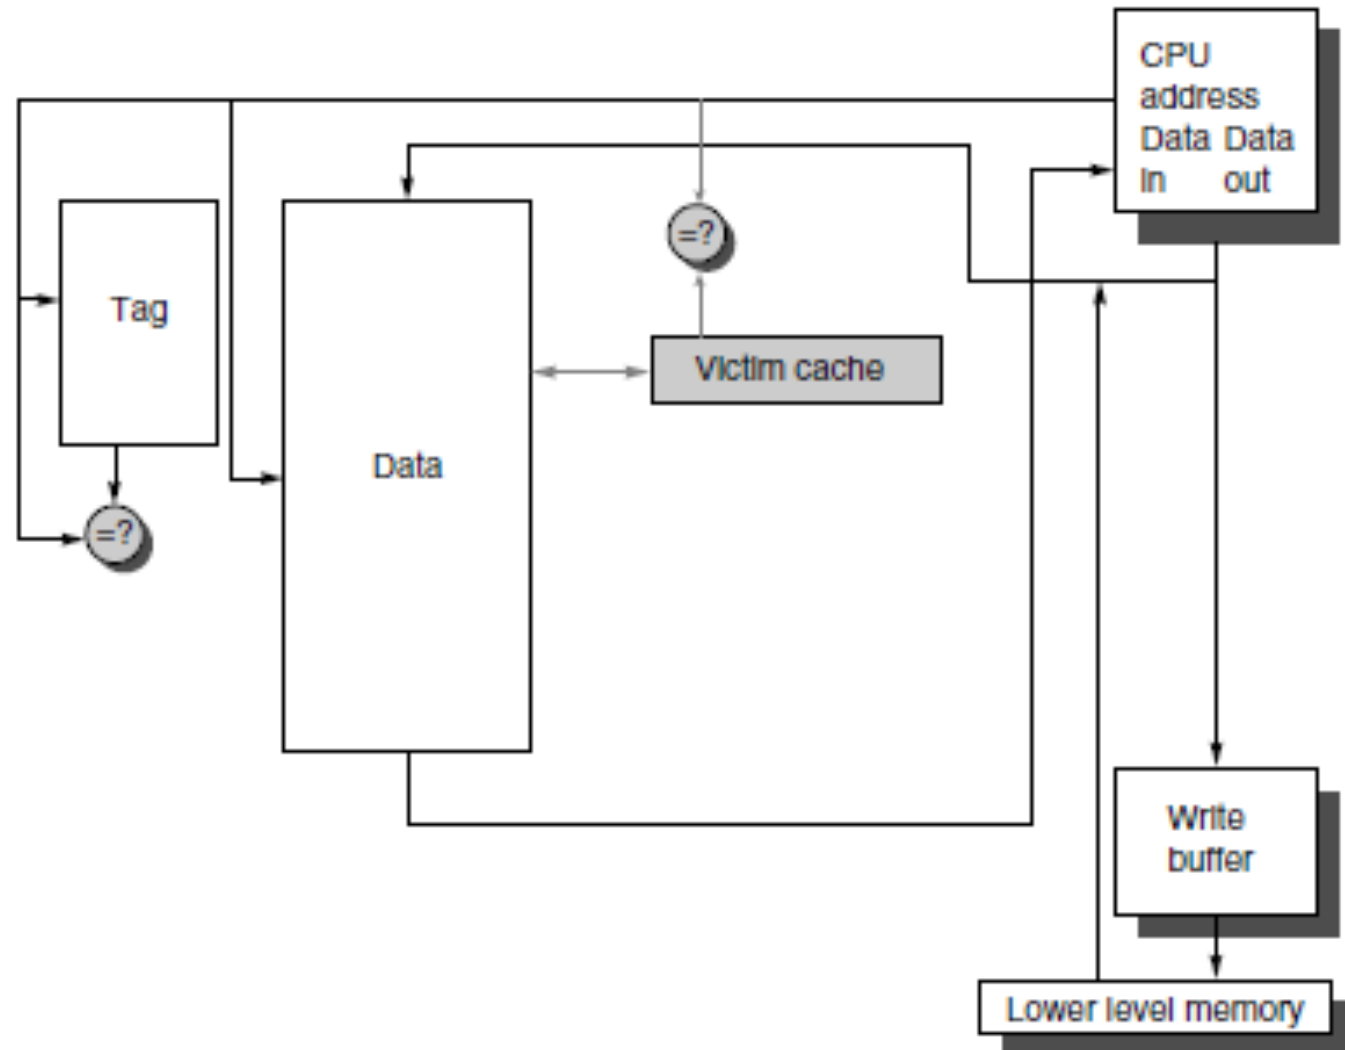 CPU
address
Data Data
in out
=?
Tag
Victim cache
Data
=?
Write
buffer
Lower level memory